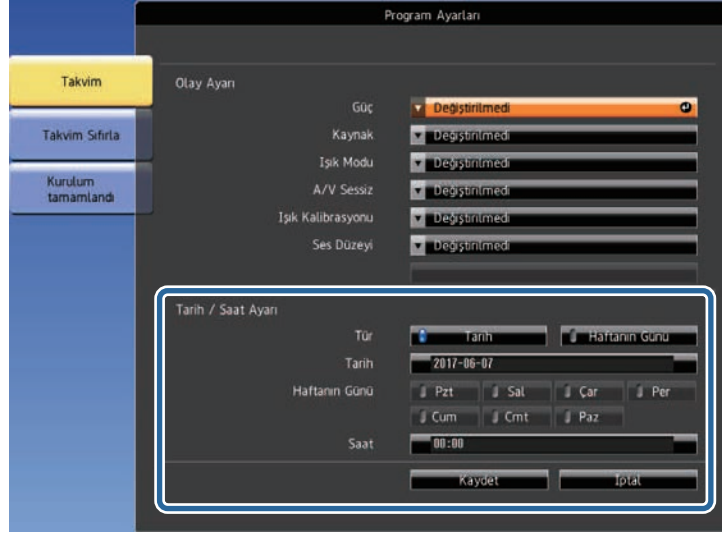 Program Ayarları
Takvim
Takvim Sıfırla
Kurulum
tamamlandı
Olay Ayarı
Güç Değiştirilmedi
Kaynak Değiştirilmedi
Işık Modu Değiştirilmedi
A/V Sessiz Değiştirilmedi
Işık Kalibrasyonu Değiştirilmedi
Ses Düzeyi Değiştirilmedi
Tarih / Saat Ayarı
Tür Tarih Haftanın Günü
Tarih 2017-06-07
Haftanın Günü Pzt Sal Çar Per
Cum Cmt Paz
Saat 00:00
Kaydet İptal